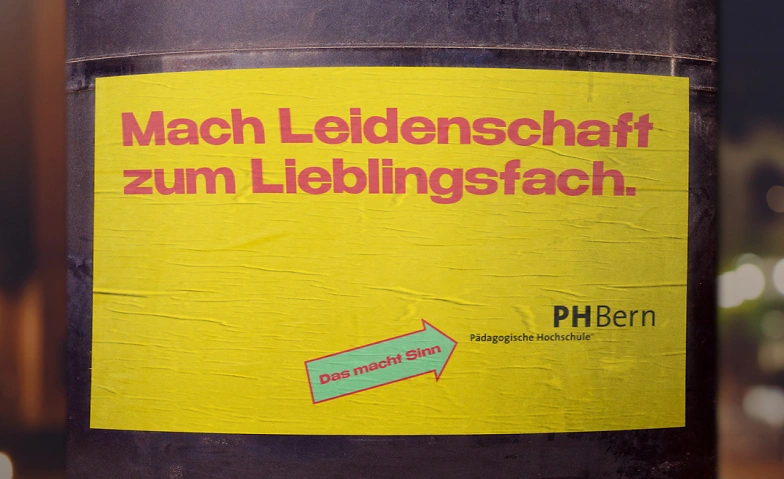 Mach Leidenschaft
zum Lieblingsfach.
PHBern
Pädagogische Hochschule
Das macht Sinn